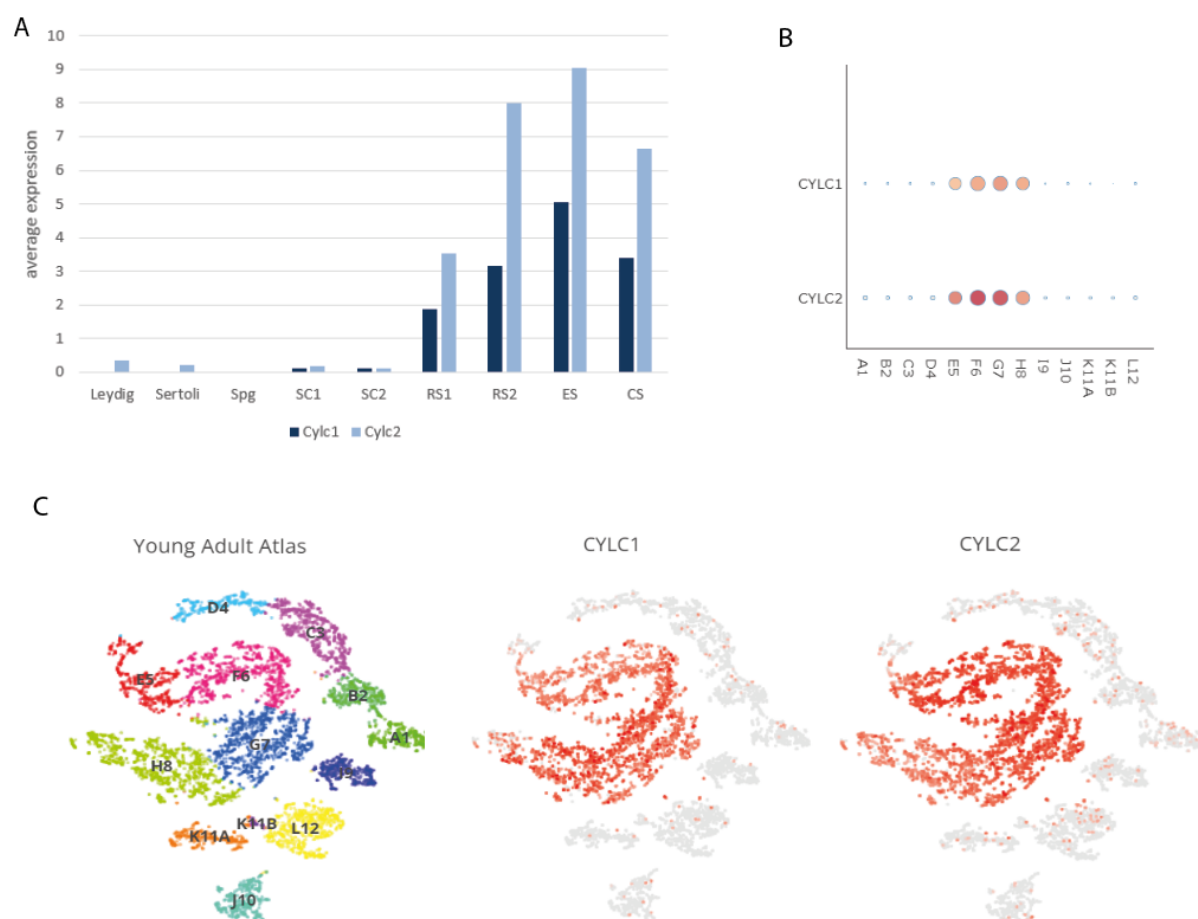 A
10
9
8
7
6
5
4
3
2
1
0
average expression
Leydig Sertoli Spg SC1 SC2 RS1 RS2 ES CS
Cylc1 Cylc2
B
CYLC1
CYLC2
A1 B2 C3 D4 E5 F6 G7 H8 I9 J10 K11A K11B L12
C
Young Adult Atlas CYLC1 CYLC2
D4
C3
E5 F6
B2
A1
G7
H8
K11B
L12
K11A
J10